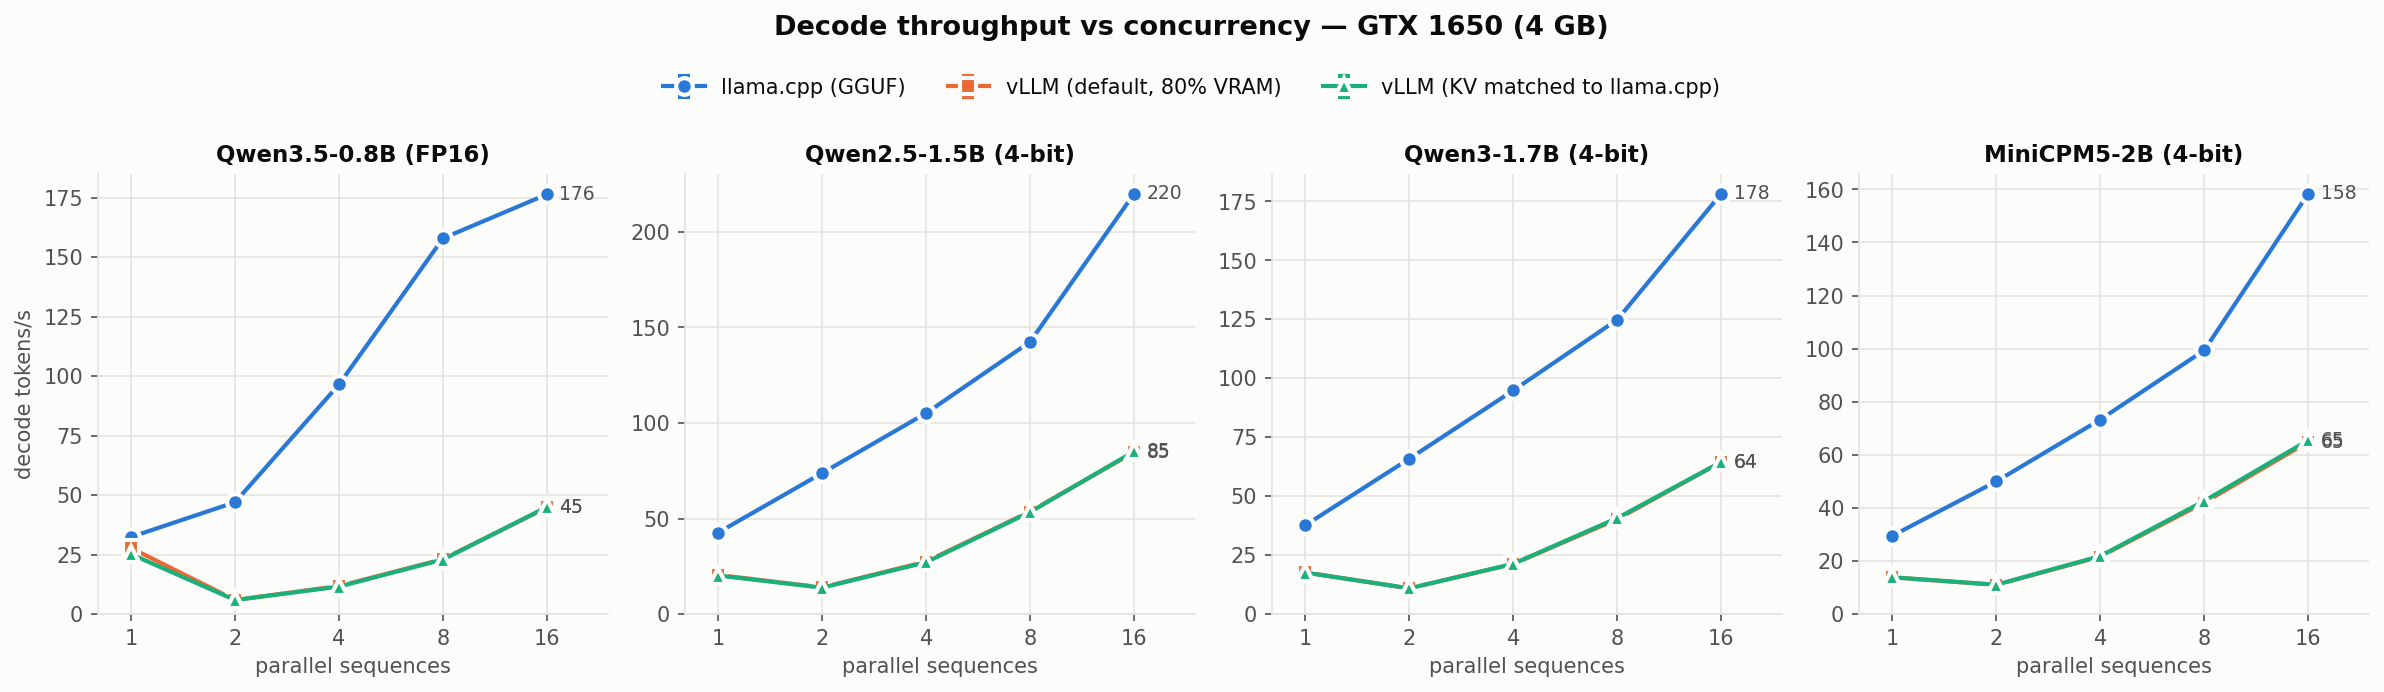 Decode throughput vs concurrency — GTX 1650 (4 GB)
llama.cpp (GGUF) vLLM (default, 80% VRAM) vLLM (KV matched to llama.cpp)
Qwen3.5-0.8B (FP16)
decode tokens/s
175
150
125
100
75
50
25
0
176
45
1 2 4 8 16
parallel sequences
Qwen2.5-1.5B (4-bit)
200
150
100
50
0
220
85
85
1 2 4 8 16
parallel sequences
Qwen3-1.7B (4-bit)
175
150
125
100
75
50
25
0
178
64
1 2 4 8 16
parallel sequences
MiniCPM5-2B (4-bit)
160
140
120
100
80
60
40
20
0
158
65
65
1 2 4 8 16
parallel sequences